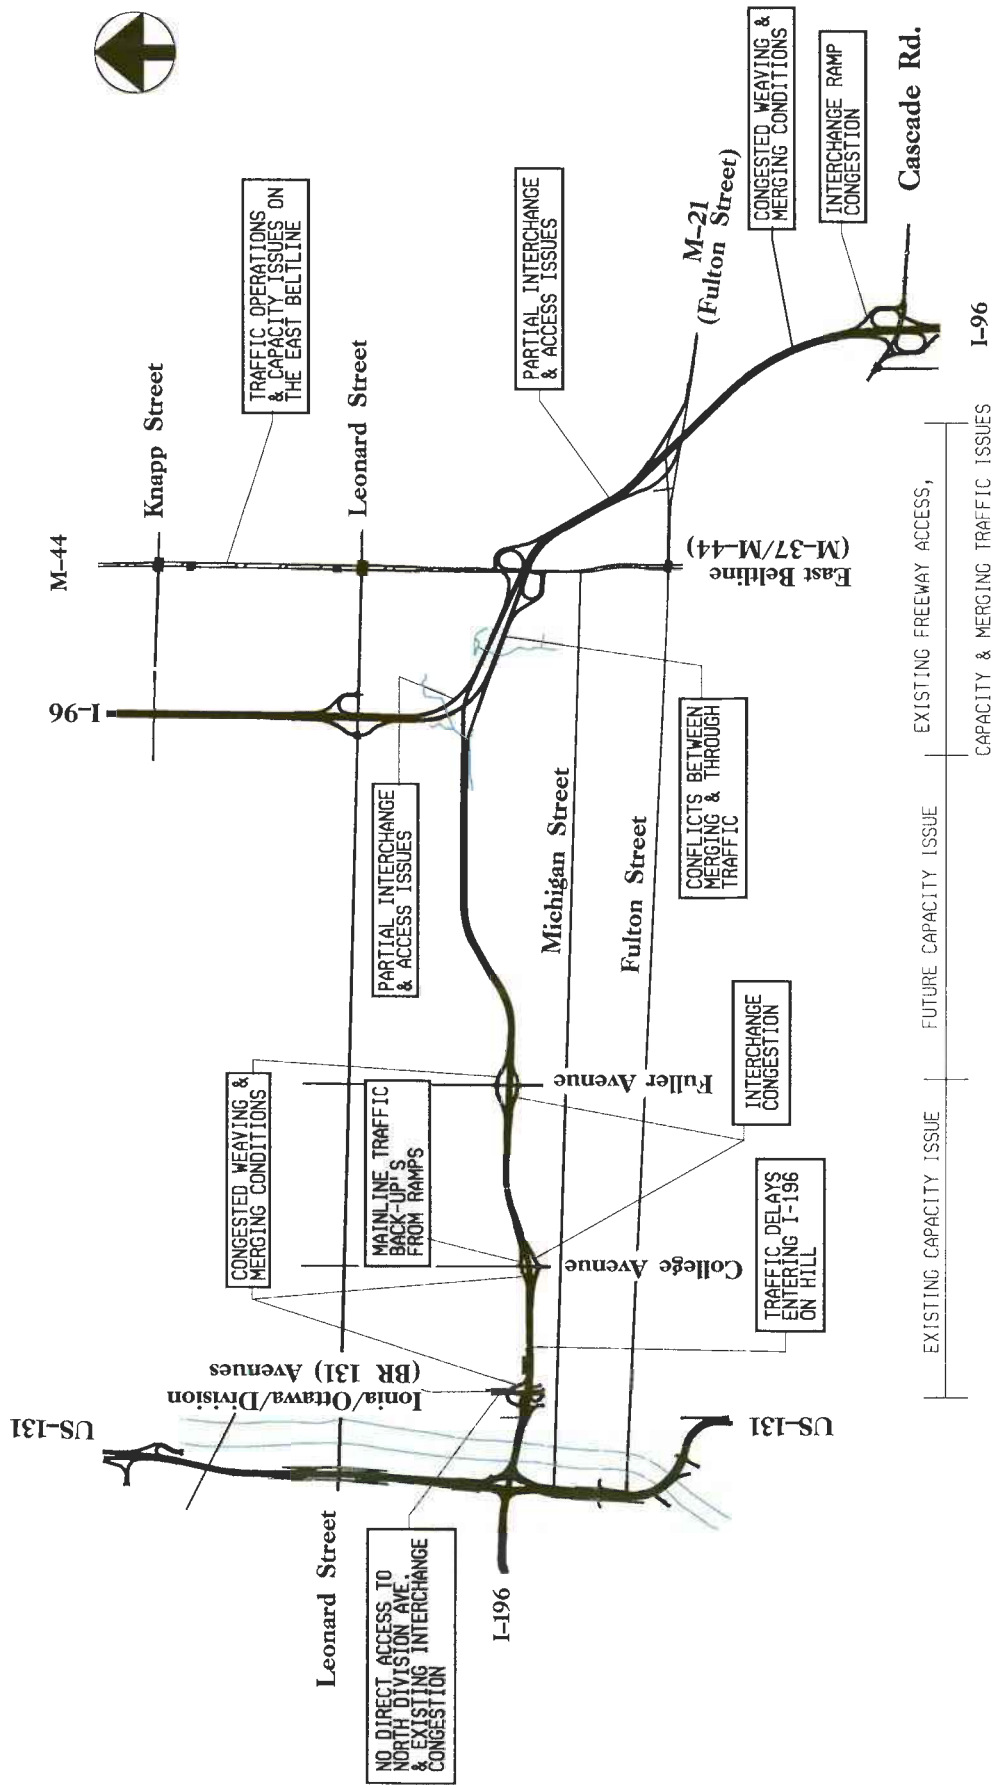 US-131
Ionia/Ottawa/Division
(BR 131) Avenues
Leonard Street
NO DIRECT ACCESS TO
NORTH DIVISION AVE.
& EXISTING INTERCHANGE
CONGESTION
I-196
US-131
CONGESTED WEAVING &
MERGING CONDITIONS
MAINLINE TRAFFIC
BACK-UP'S
FROM RAMPS
College Avenue
TRAFFIC DELAYS
ENTERING I-196
ON HILL
Fuller Avenue
INTERCHANGE
CONGESTION
PARTIAL INTERCHANGE
& ACCESS ISSUES
Michigan Street
Fulton Street
CONFLICTS BETWEEN
MERGING & THROUGH
TRAFFIC
I-96
M-44
Knapp Street
Leonard Street
TRAFFIC OPERATIONS
& CAPACITY ISSUES ON
THE EAST BELTLINE
East Beltline
(M-37/M-44)
PARTIAL INTERCHANGE
& ACCESS ISSUES
M-21
(Fulton Street)
CONGESTED WEAVING &
MERGING CONDITIONS
INTERCHANGE RAMP
CONGESTION
Cascade Rd.
I-96
EXISTING CAPACITY ISSUE
FUTURE CAPACITY ISSUE
EXISTING FREEWAY ACCESS,
CAPACITY & MERGING TRAFFIC ISSUES